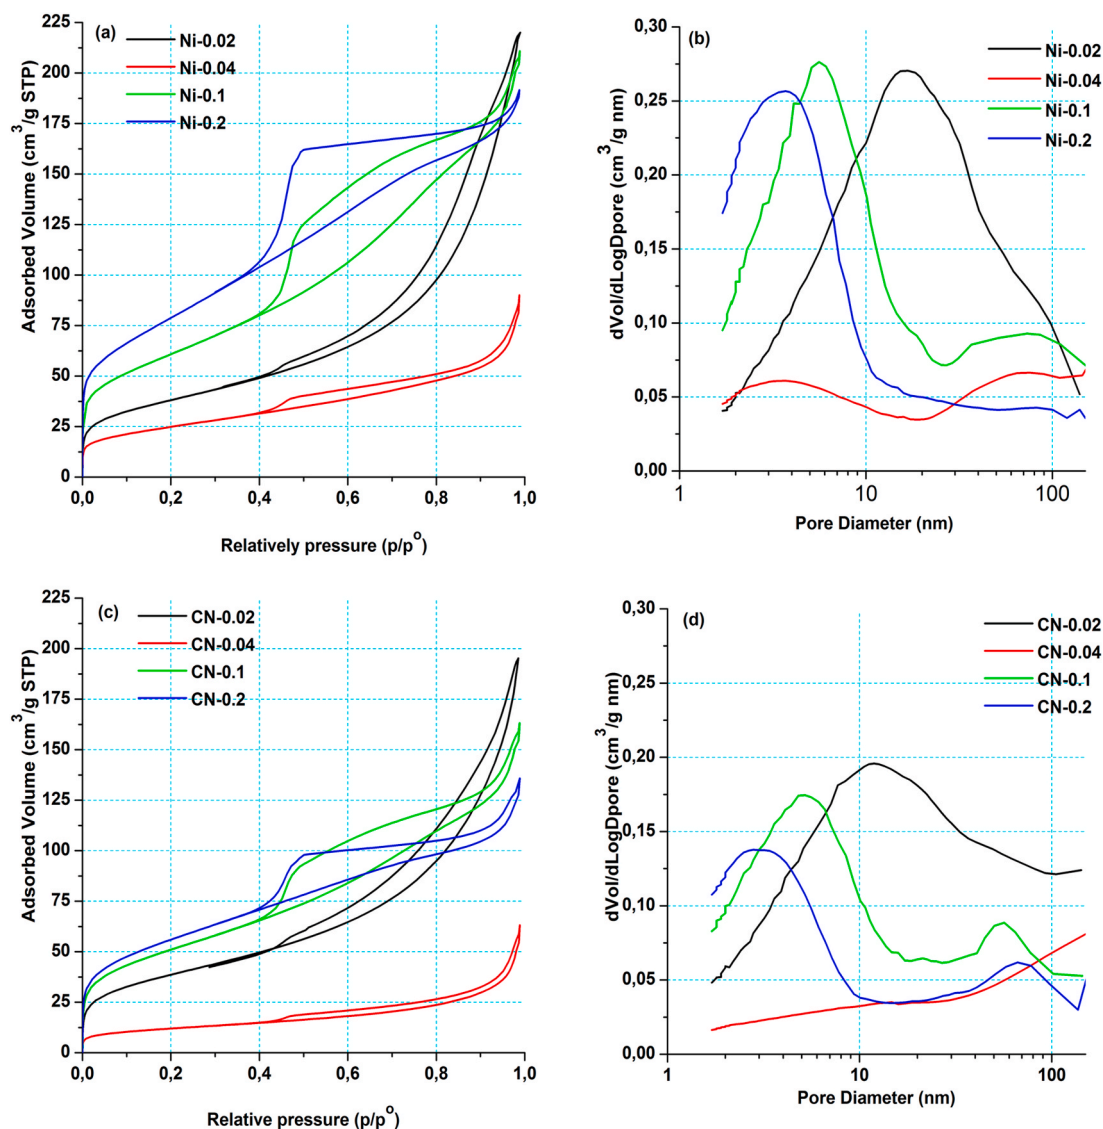 (a)
Ni-0.02
Ni-0.04
Ni-0.1
Ni-0.2
Adsorbed Volume (cm³/g STP)
225
200
175
150
125
100
75
50
25
0
0,0 0,2 0,4 0,6 0,8 1,0
Relatively pressure (p/p°)
(b)
Ni-0.02
Ni-0.04
Ni-0.1
Ni-0.2
dVol/dLogDpore (cm³/g nm)
0,30
0,25
0,20
0,15
0,10
0,05
0,00
1 10 100
Pore Diameter (nm)
(c)
CN-0.02
CN-0.04
CN-0.1
CN-0.2
Adsorbed Volume (cm³/g STP)
225
200
175
150
125
100
75
50
25
0
0,0 0,2 0,4 0,6 0,8 1,0
Relative pressure (p/p°)
(d)
CN-0.02
CN-0.04
CN-0.1
CN-0.2
dVol/dLogDpore (cm³/g nm)
0,30
0,25
0,20
0,15
0,10
0,05
0,00
1 10 100
Pore Diameter (nm)